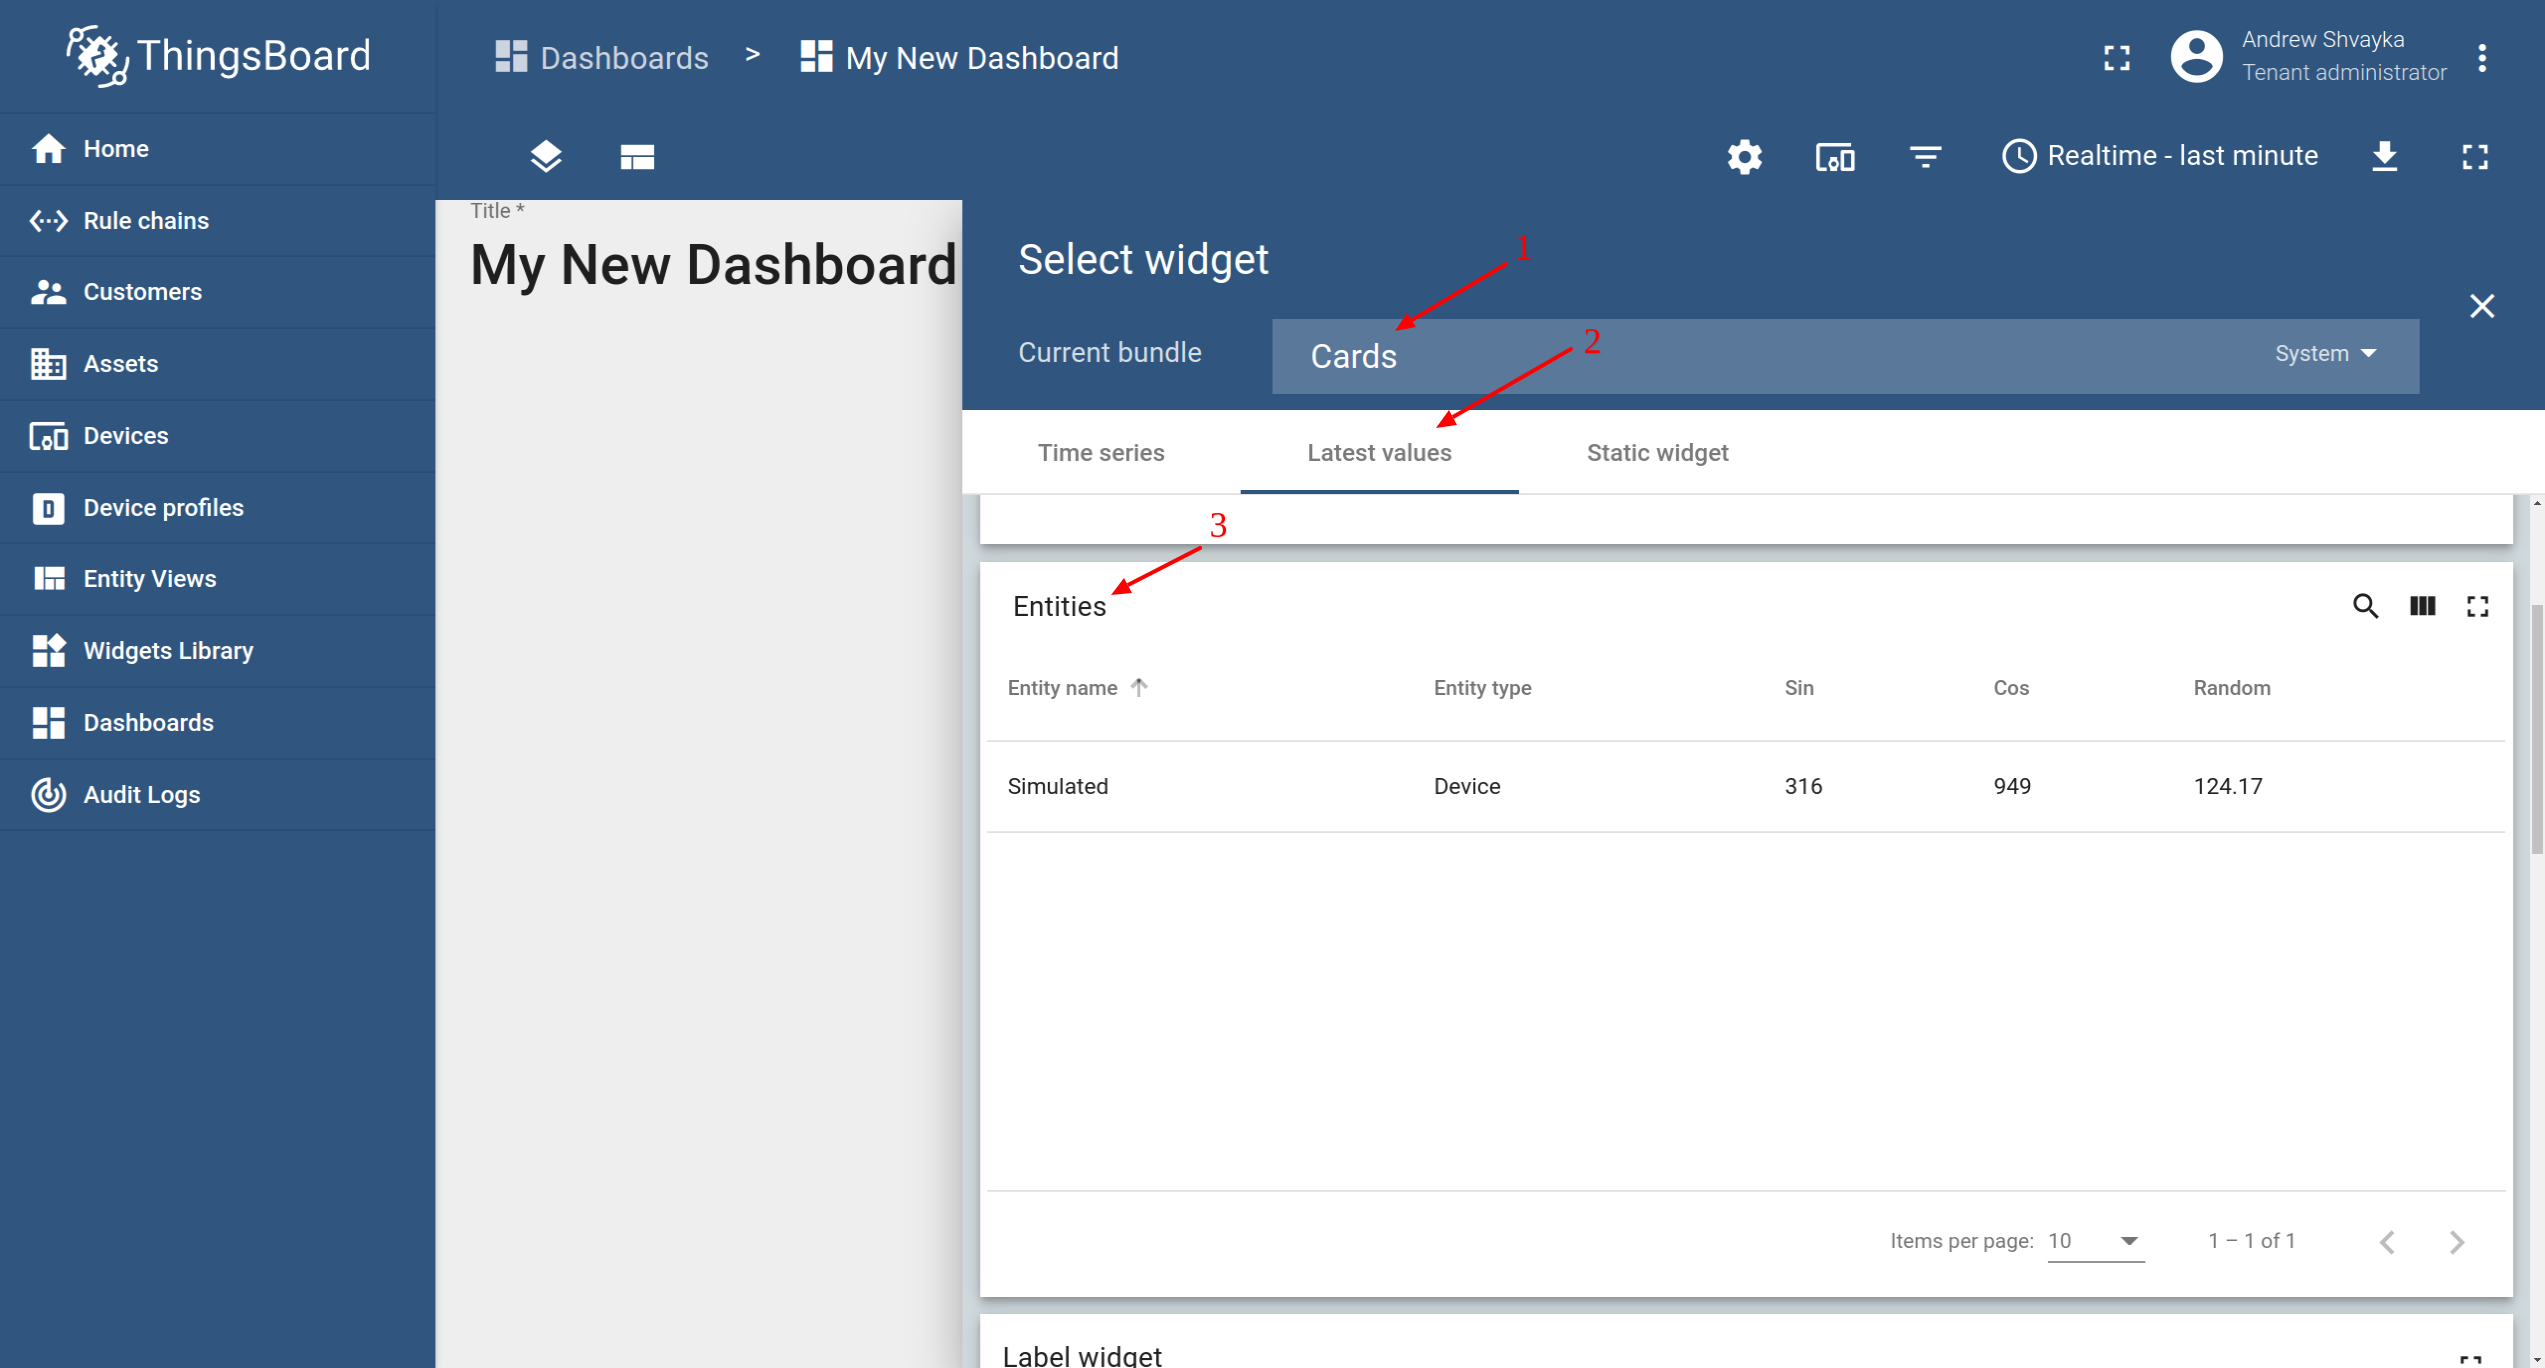 ThingsBoard
Dashboards > My New Dashboard
Andrew Shvayka
Tenant administrator
Home
Rule chains
Customers
Assets
Devices
D Device profiles
Entity Views
Widgets Library
Dashboards
Audit Logs
Realtime - last minute
Title *
My New Dashboard
Select widget
1
Current bundle
Cards
System
2
Time series
Latest values
Static widget
3
Entities
Entity name Entity type Sin Cos Random
Simulated Device 316 949 124.17
Items per page: 10 1 – 1 of 1
Label widget